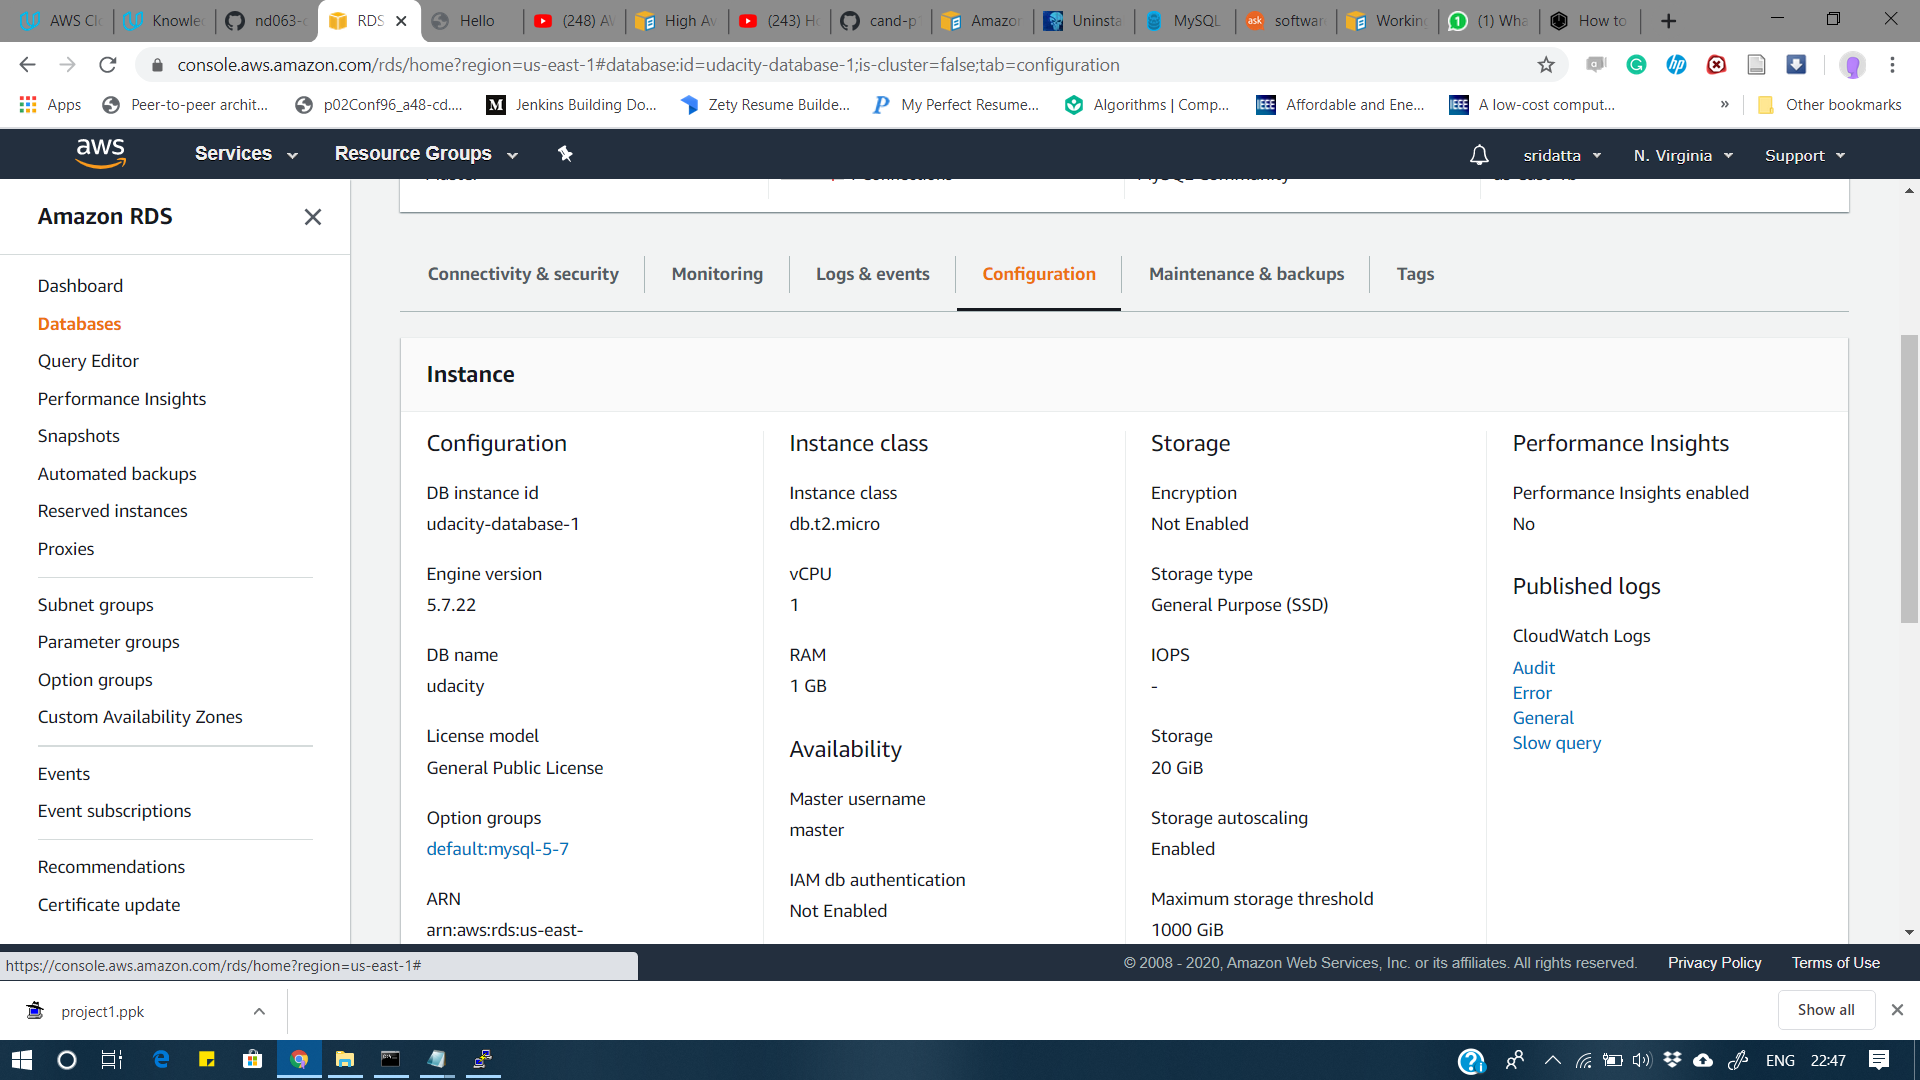 AWS Cl
Knowle
nd063-c
RDS
Hello
(248) A
High Av
(243) H
cand-p
Amazon
Uninsta
MySQL
softwar
Working
(1) Wha
How to
console.aws.amazon.com/rds/home?region=us-east-1#database:id=udacity-database-1;is-cluster=false;tab=configuration
Apps
Peer-to-peer archit...
p02Conf96_a48-cd....
Jenkins Building Do...
Zety Resume Builde...
My Perfect Resume...
Algorithms | Comp...
IEEE
Affordable and Ene...
IEEE
A low-cost comput...
»
Other bookmarks
aws
Services
Resource Groups
sridatta
N. Virginia
Support
Amazon RDS
Dashboard
Databases
Query Editor
Performance Insights
Snapshots
Automated backups
Reserved instances
Proxies
Subnet groups
Parameter groups
Option groups
Custom Availability Zones
Events
Event subscriptions
Recommendations
Certificate update
Connectivity & security
Monitoring
Logs & events
Configuration
Maintenance & backups
Tags
Instance
Configuration
DB instance id
udacity-database-1
Engine version
5.7.22
DB name
udacity
License model
General Public License
Option groups
default:mysql-5-7
ARN
arn:aws:rds:us-east-
Instance class
Instance class
db.t2.micro
vCPU
1
RAM
1 GB
Availability
Master username
master
IAM db authentication
Not Enabled
Storage
Encryption
Not Enabled
Storage type
General Purpose (SSD)
IOPS
-
Storage
20 GiB
Storage autoscaling
Enabled
Maximum storage threshold
1000 GiB
Performance Insights
Performance Insights enabled
No
Published logs
CloudWatch Logs
Audit
Error
General
Slow query
https://console.aws.amazon.com/rds/home?region=us-east-1#
© 2008 - 2020, Amazon Web Services, Inc. or its affiliates. All rights reserved.
Privacy Policy
Terms of Use
project1.ppk
Show all
ENG
22:47